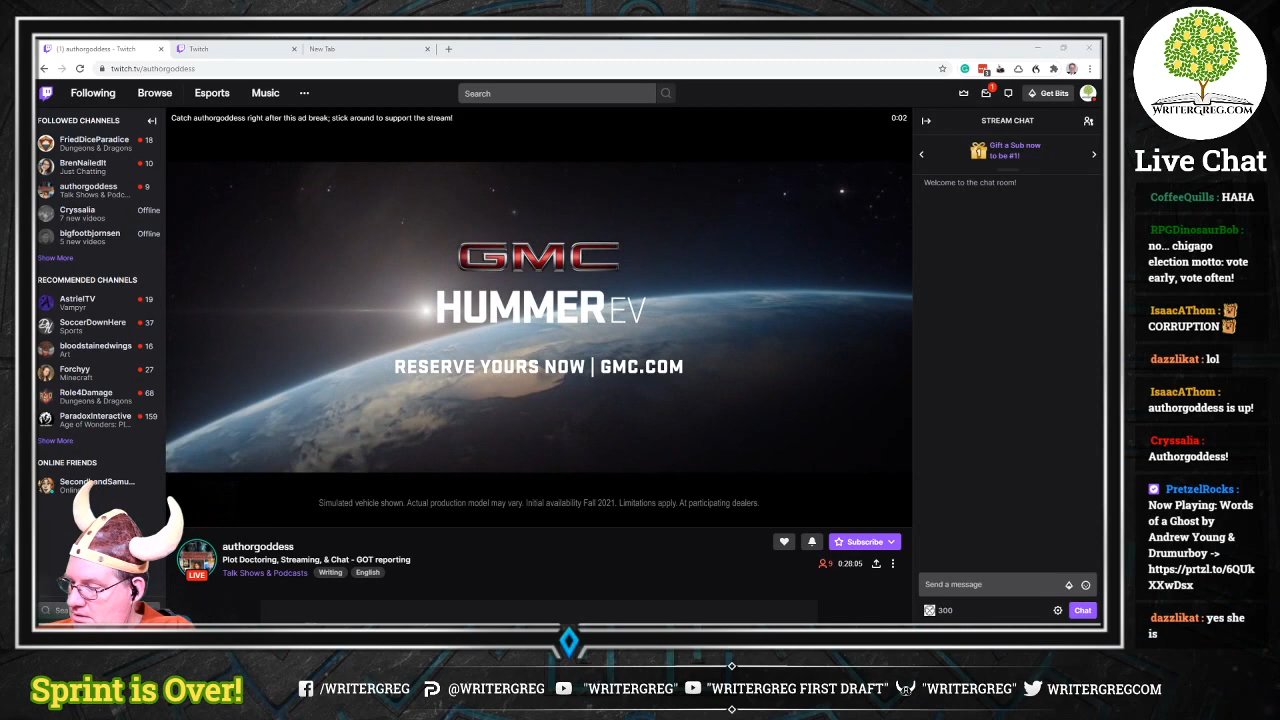 (1) authorgoddess - Twitch
Twitch
New Tab
twitch.tv/authorgoddess
Following
Browse
Esports
Music
Search
1
Get Bits
FOLLOWED CHANNELS
FriedDiceParadice
18
Dungeons & Dragons
BrenNailedIt
10
Just Chatting
authorgoddess
9
Talk Shows & Podc...
Cryssalia
Offline
7 new videos
bigfootbjornsen
Offline
5 new videos
Show More
RECOMMENDED CHANNELS
AstrielTV
19
Vampyr
SoccerDownHere
37
Sports
bloodstainedwings
16
Art
Forchyy
27
Minecraft
Role4Damage
68
Dungeons & Dragons
ParadoxInteractive
159
Age of Wonders: Pl...
Show More
ONLINE FRIENDS
SecondHandSamu...
Catch authorgoddess right after this ad break; stick around to support the stream!
0:02
GMC
HUMMER EV
RESERVE YOURS NOW | GMC.COM
Simulated vehicle shown. Actual production model may vary. Initial availability Fall 2021. Limitations apply. At participating dealers.
LIVE
authorgoddess
Plot Doctoring, Streaming, & Chat - GOT reporting
Talk Shows & Podcasts
Writing
English
Subscribe
9
0:28:05
STREAM CHAT
Gift a Sub now
to be #1!
Welcome to the chat room!
Send a message
300
Chat
WRITERGREG.COM
Live Chat
CoffeeQuills : HAHA
RPGDinosaurBob :
no... chigago
election motto: vote
early, vote often!
IsaacAThom :
CORRUPTION
dazzlikat : lol
IsaacAThom :
authorgoddess is up!
Cryssalia :
Authorgoddess!
PretzelRocks :
Now Playing: Words
of a Ghost by
Andrew Young &
Drumurboy ->
https://prtzl.to/6QUk
XXwDsx
dazzlikat : yes she
is
Sprint is Over!
/WRITERGREG
@WRITERGREG
"WRITERGREG"
"WRITERGREG FIRST DRAFT"
"WRITERGREG"
WRITERGREGCOM